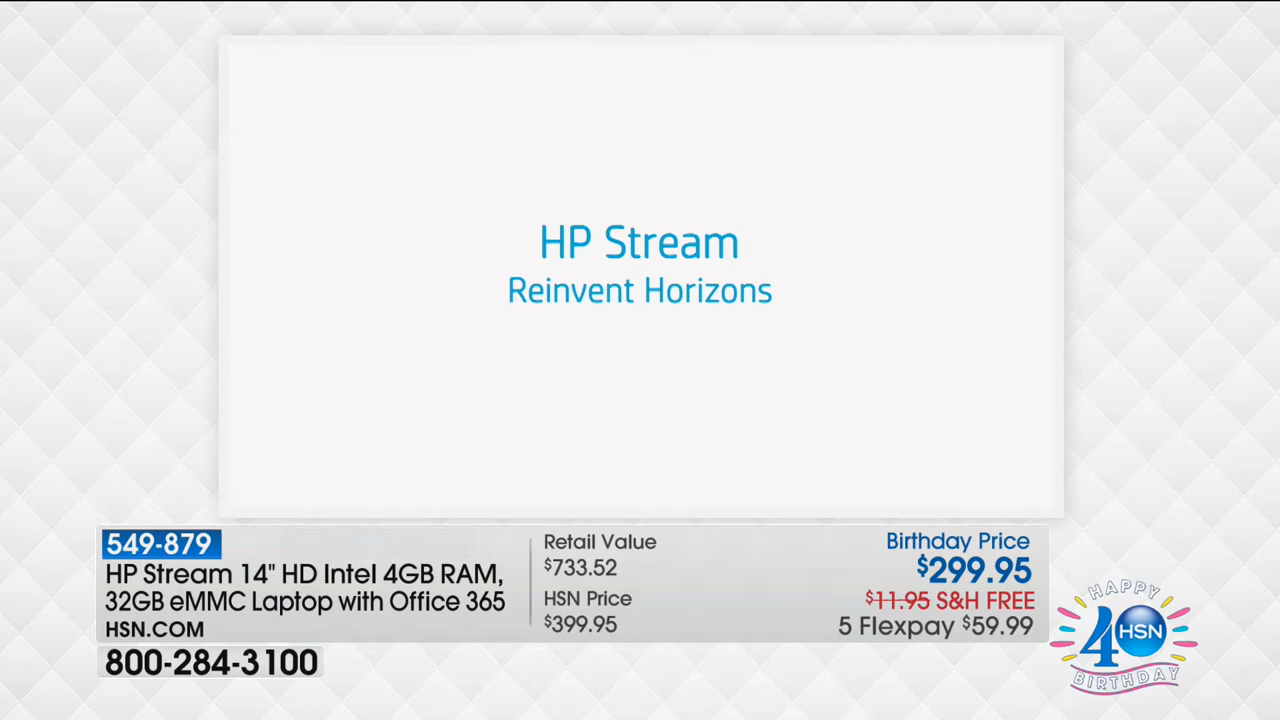 HP Stream
Reinvent Horizons
549-879
HP Stream 14" HD Intel 4GB RAM,
32GB eMMC Laptop with Office 365
HSN.COM
800-284-3100
Retail Value
$733.52
HSN Price
$399.95
Birthday Price
$299.95
$11.95 S&H FREE
5 Flexpay $59.99
HAPPY
40 HSN
BIRTHDAY